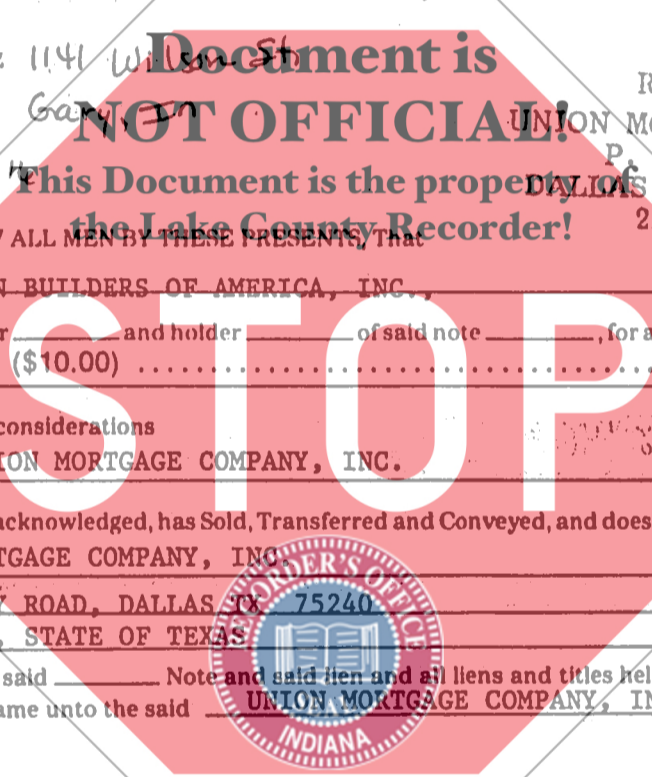 : 1141 Wilson St
Document is
Gary, In
NOT OFFICIAL!
UNION MO
P.
This Document is the property of
DALLAS
the Lake County Recorder!
2
ALL MEN BY THESE PRESENTS, That
N BUILDERS OF AMERICA, INC.,
r ______ and holder ______ of said note ______, for a
($10.00) ........................................
STOP
considerations
ION MORTGAGE COMPANY, INC.
acknowledged, has Sold, Transferred and Conveyed, and does
TGAGE COMPANY, INC.
RECORDER'S OFFICE
Y ROAD, DALLAS TX 75240
, STATE OF TEXAS
said ______ Note and said lien and all liens and titles hel
ame unto the said UNION MORTGAGE COMPANY, IN
INDIANA